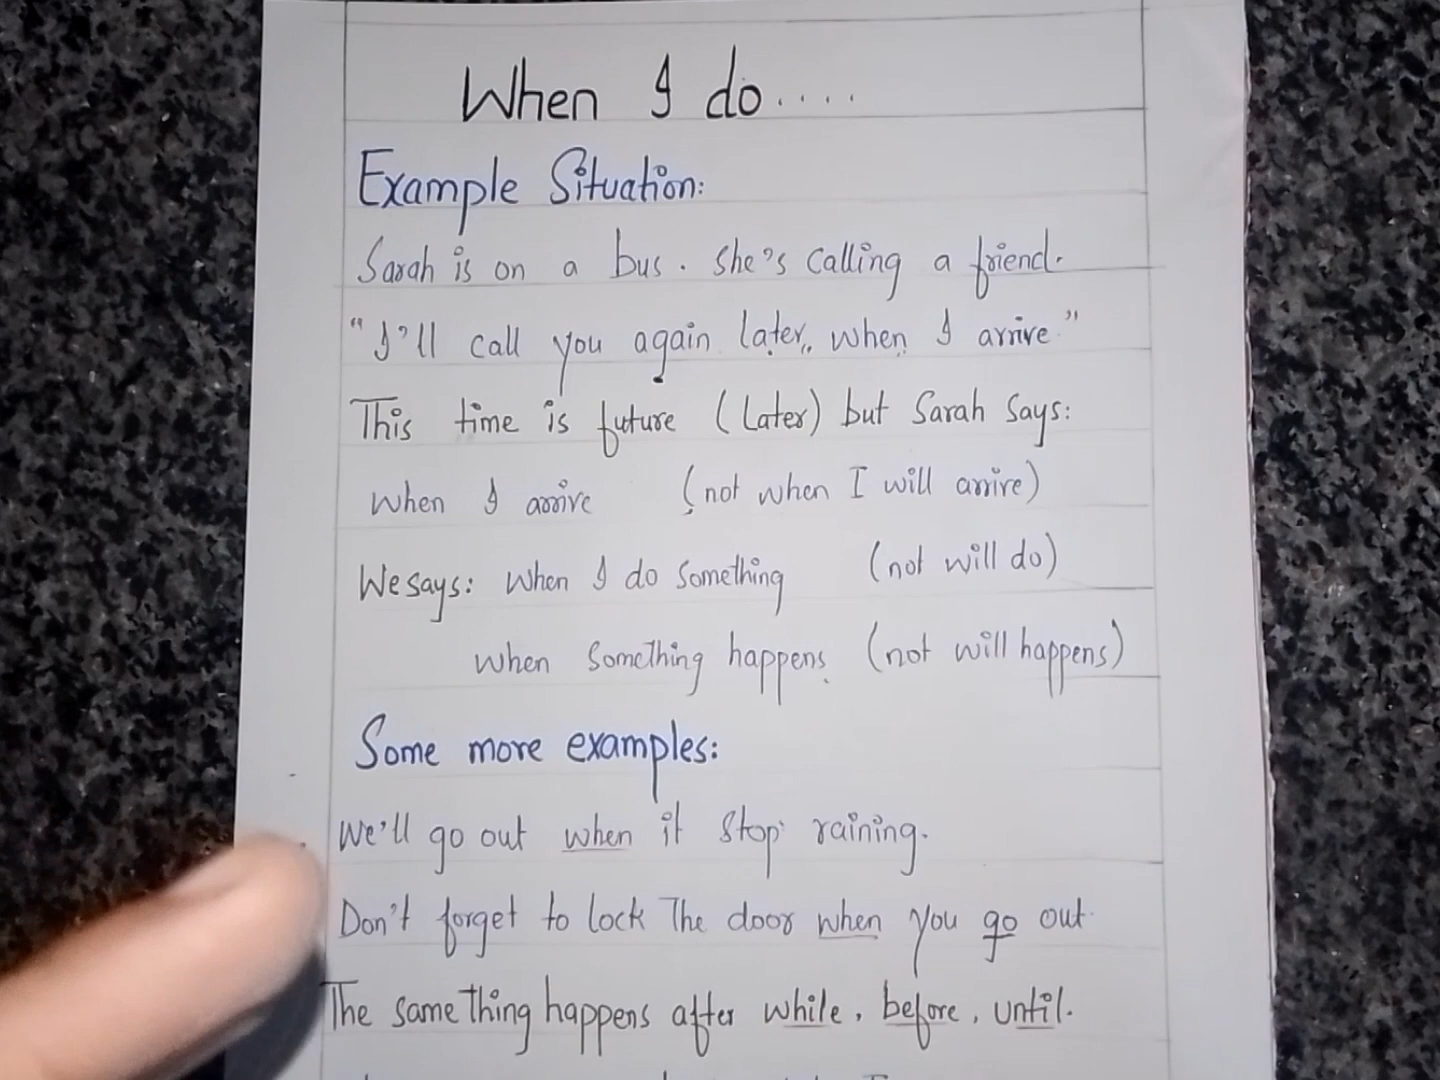 When I do....
Example Situation:
Sarah is on a bus. She's calling a friend.
"I'll call you again later, when I arrive"
This time is future (Later) but Sarah says:
When I arrive (not when I will arrive)
We says: When I do something (not will do)
When something happens (not will happens)
Some more examples:
We'll go out when it stop raining.
Don't forget to lock The door when you go out.
The same thing happens after while, before, until.